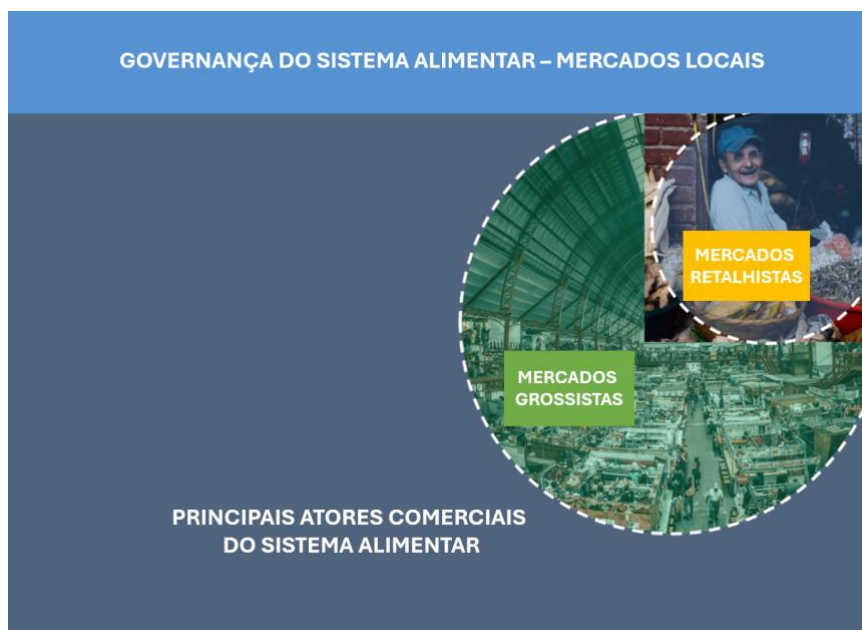 GOVERNANÇA DO SISTEMA ALIMENTAR – MERCADOS LOCAIS
MERCADOS
RETALHISTAS
MERCADOS
GROSSISTAS
PRINCIPAIS ATORES COMERCIAIS
DO SISTEMA ALIMENTAR